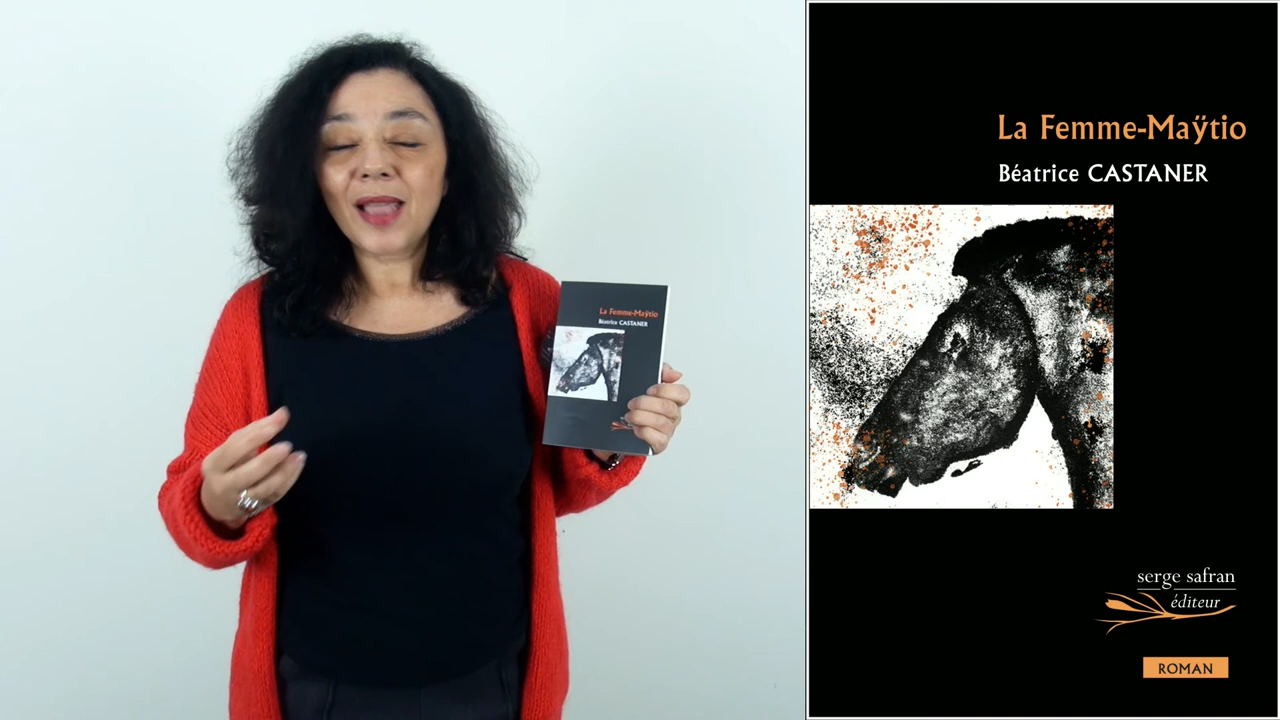 La Femme-Maÿtio
Béatrice CASTANER
La Femme-Maÿtio
Béatrice CASTANER
serge safran
éditeur
ROMAN